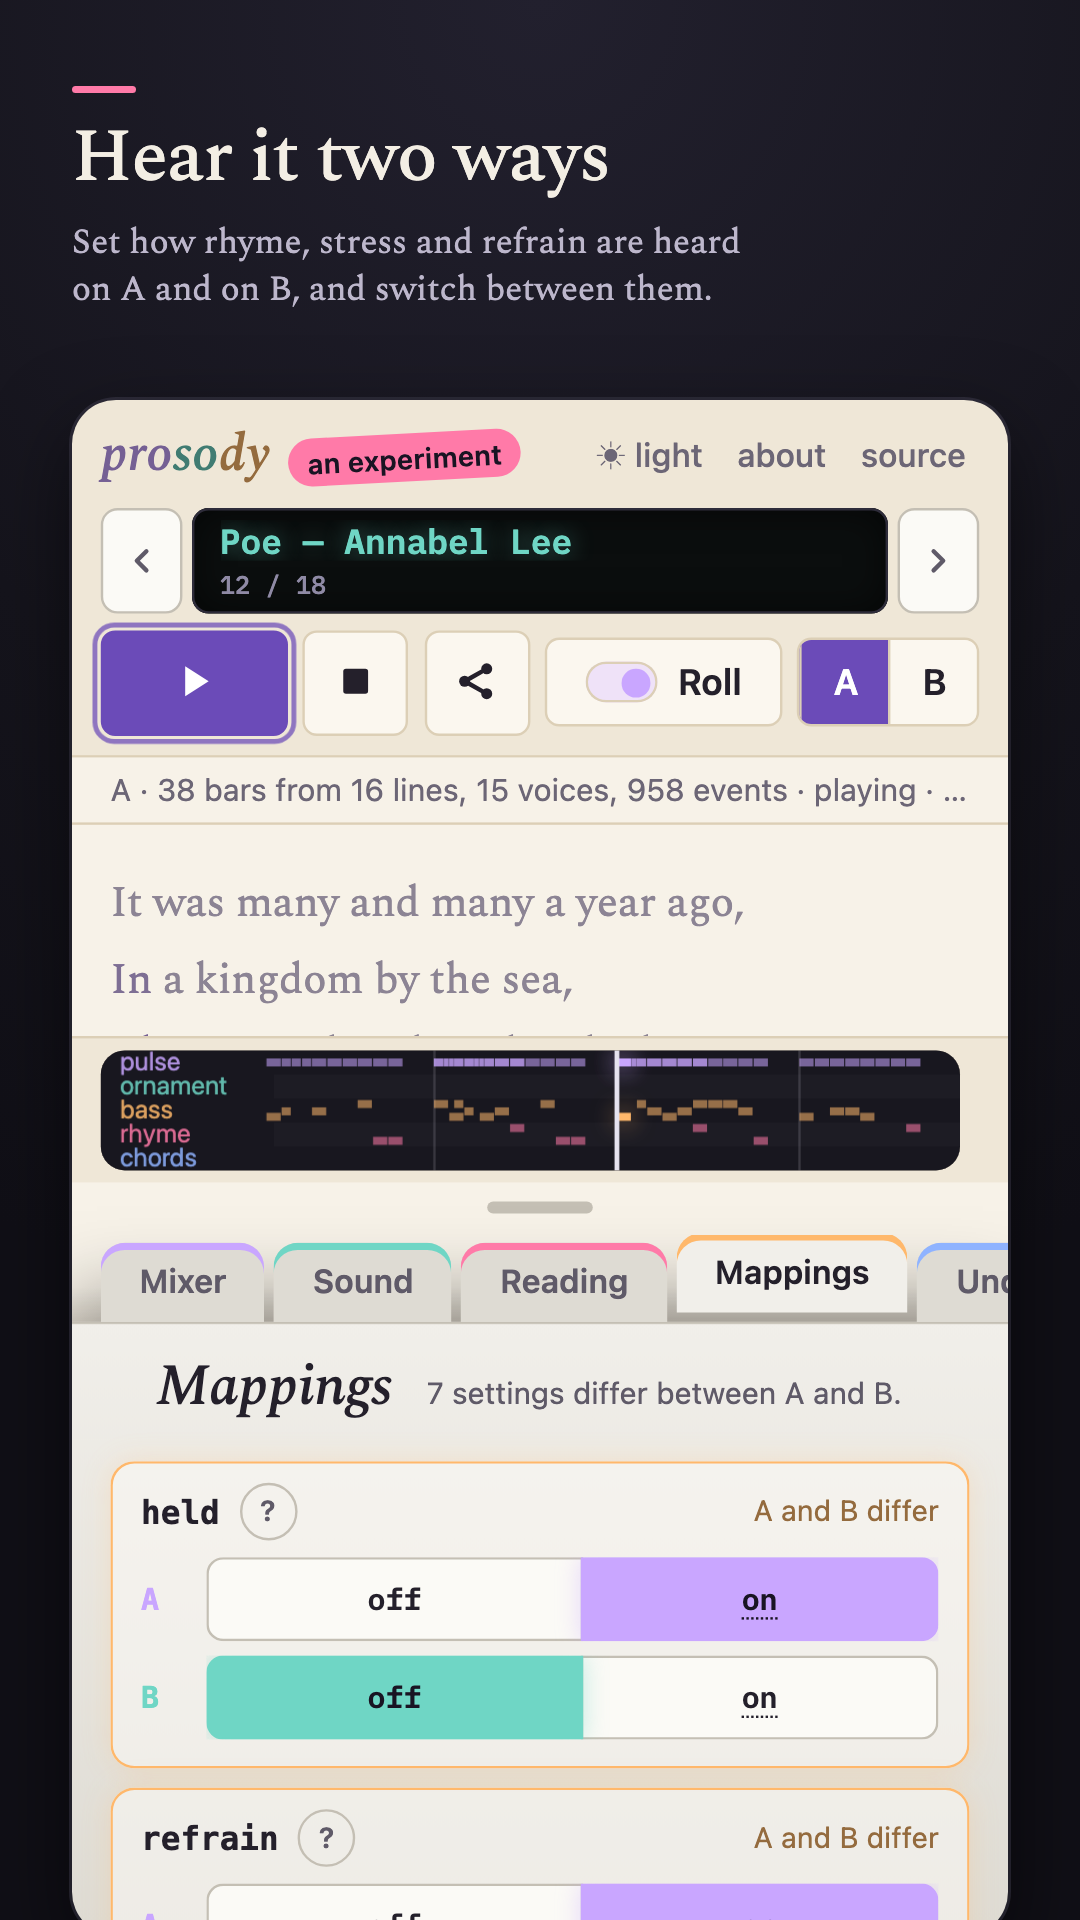 Hear it two ways
Set how rhyme, stress and refrain are heard
on A and on B, and switch between them.
prosody an experiment light about source
Poe – Annabel Lee
12 / 18
Roll A B
A · 38 bars from 16 lines, 15 voices, 958 events · playing · ...
It was many and many a year ago,
In a kingdom by the sea,
pulse
ornament
bass
rhyme
chords
Mixer Sound Reading Mappings
Mappings 7 settings differ between A and B.
held ? A and B differ
A off on
B off on
refrain ? A and B differ